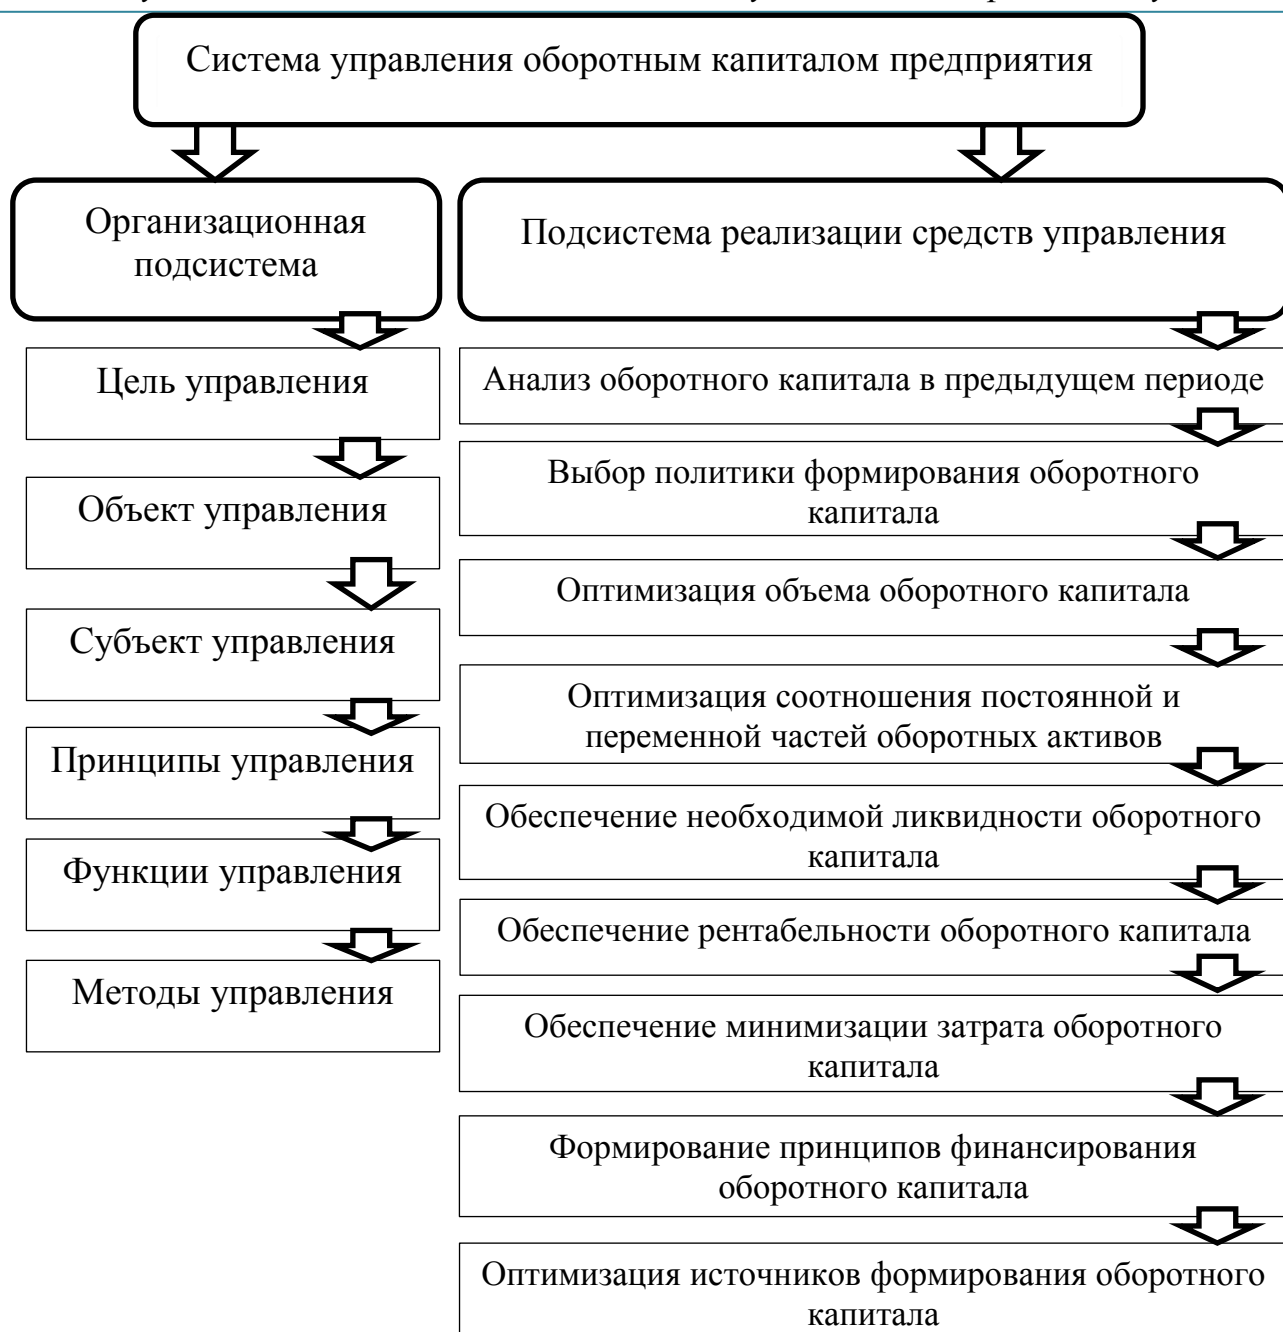 Система управления оборотным капиталом предприятия
Организационная
подсистема
Подсистема реализации средств управления
Цель управления
Объект управления
Субъект управления
Принципы управления
Функции управления
Методы управления
Анализ оборотного капитала в предыдущем периоде
Выбор политики формирования оборотного
капитала
Оптимизация объема оборотного капитала
Оптимизация соотношения постоянной и
переменной частей оборотных активов
Обеспечение необходимой ликвидности оборотного
капитала
Обеспечение рентабельности оборотного капитала
Обеспечение минимизации затрата оборотного
капитала
Формирование принципов финансирования
оборотного капитала
Оптимизация источников формирования оборотного
капитала